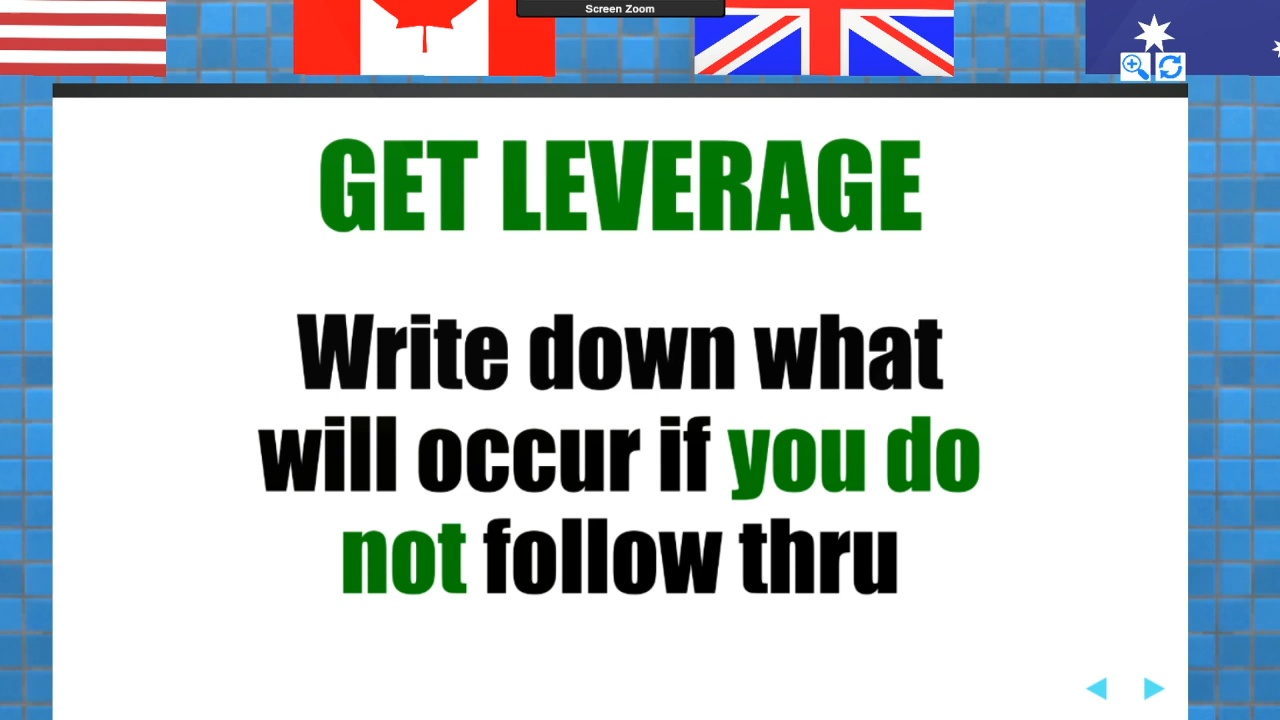 Screen Zoom
GET LEVERAGE
Write down what
will occur if you do
not follow thru